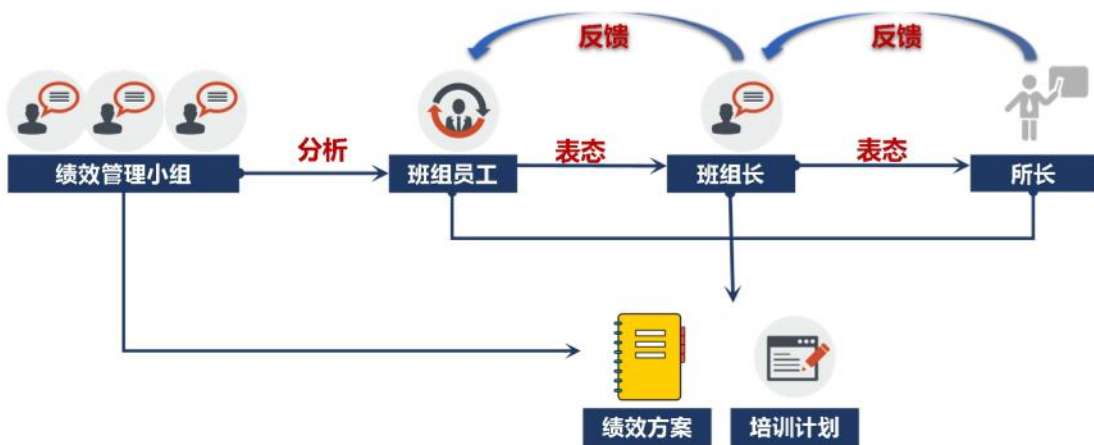 反馈
反馈
分析
表态
表态
绩效管理小组
班组员工
班组长
所长
绩效方案
培训计划